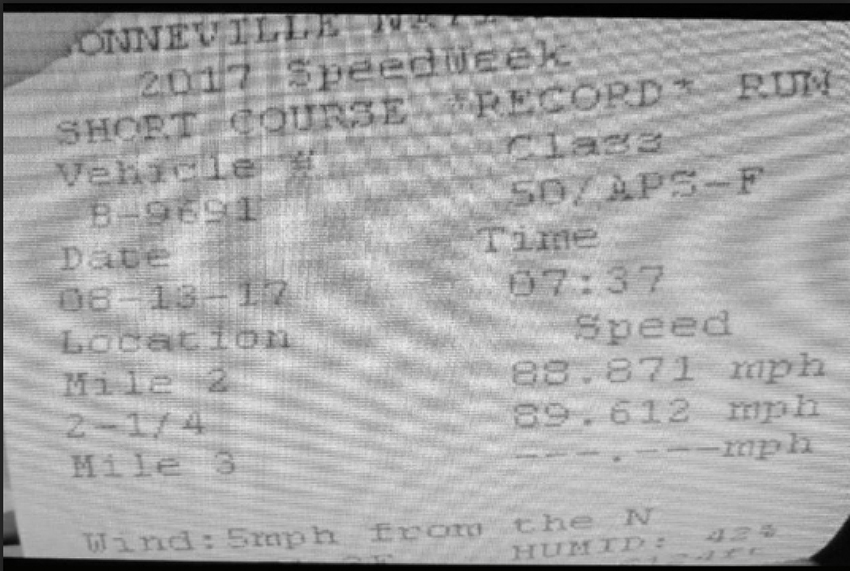 ONNEVILLE
2017 SpeedWeek
SHORT COURSE *RECORD* RUN
Vehicle # Class
B-9691 50/APS-F
Date Time
08-13-17 07:37
Location Speed
Mile 2 88.871 mph
2-1/4 89.612 mph
Mile 3 ---.---mph
Wind:5mph from the N
HUMID: 42%